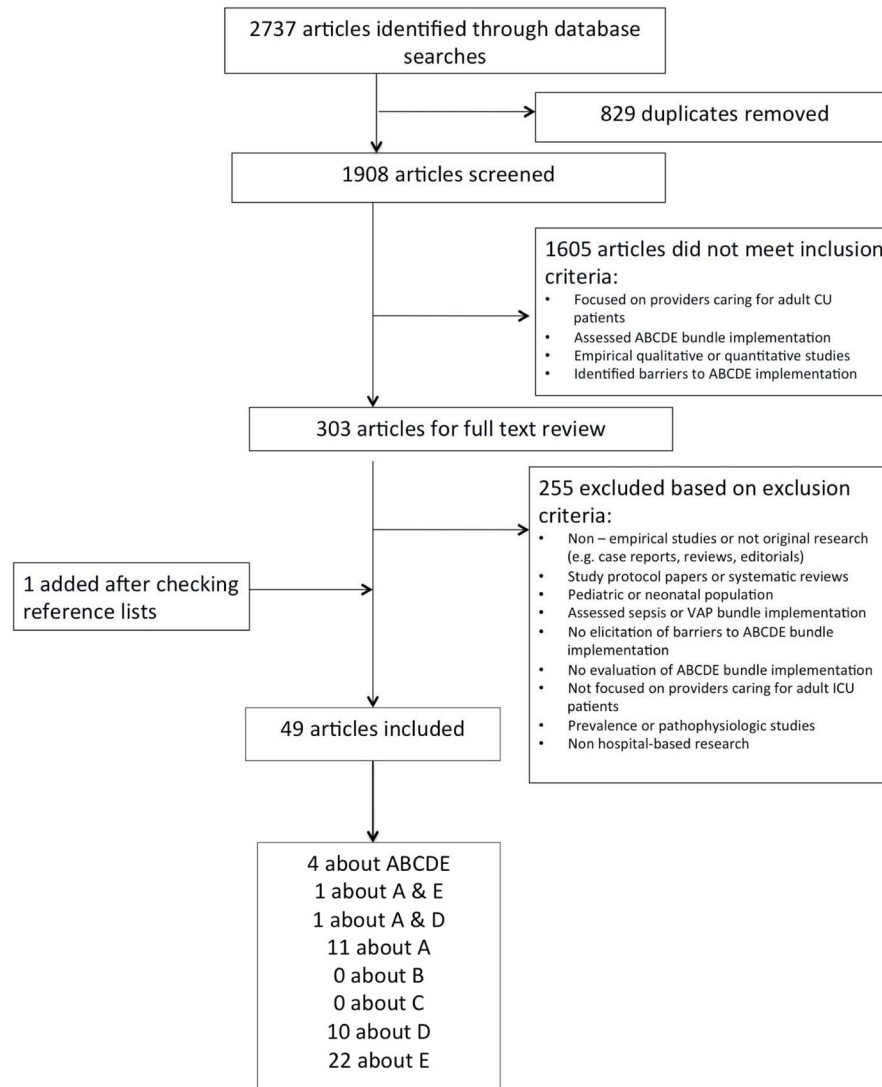 2737 articles identified through database
searches
829 duplicates removed
1908 articles screened
1605 articles did not meet inclusion
criteria:
• Focused on providers caring for adult CU
patients
• Assessed ABCDE bundle implementation
• Empirical qualitative or quantitative studies
• Identified barriers to ABCDE implementation
303 articles for full text review
255 excluded based on exclusion
criteria:
• Non – empirical studies or not original research
(e.g. case reports, reviews, editorials)
• Study protocol papers or systematic reviews
• Pediatric or neonatal population
• Assessed sepsis or VAP bundle implementation
• No elicitation of barriers to ABCDE bundle
implementation
• No evaluation of ABCDE bundle implementation
• Not focused on providers caring for adult ICU
patients
• Prevalence or pathophysiologic studies
• Non hospital-based research
1 added after checking
reference lists
49 articles included
4 about ABCDE
1 about A & E
1 about A & D
11 about A
0 about B
0 about C
10 about D
22 about E